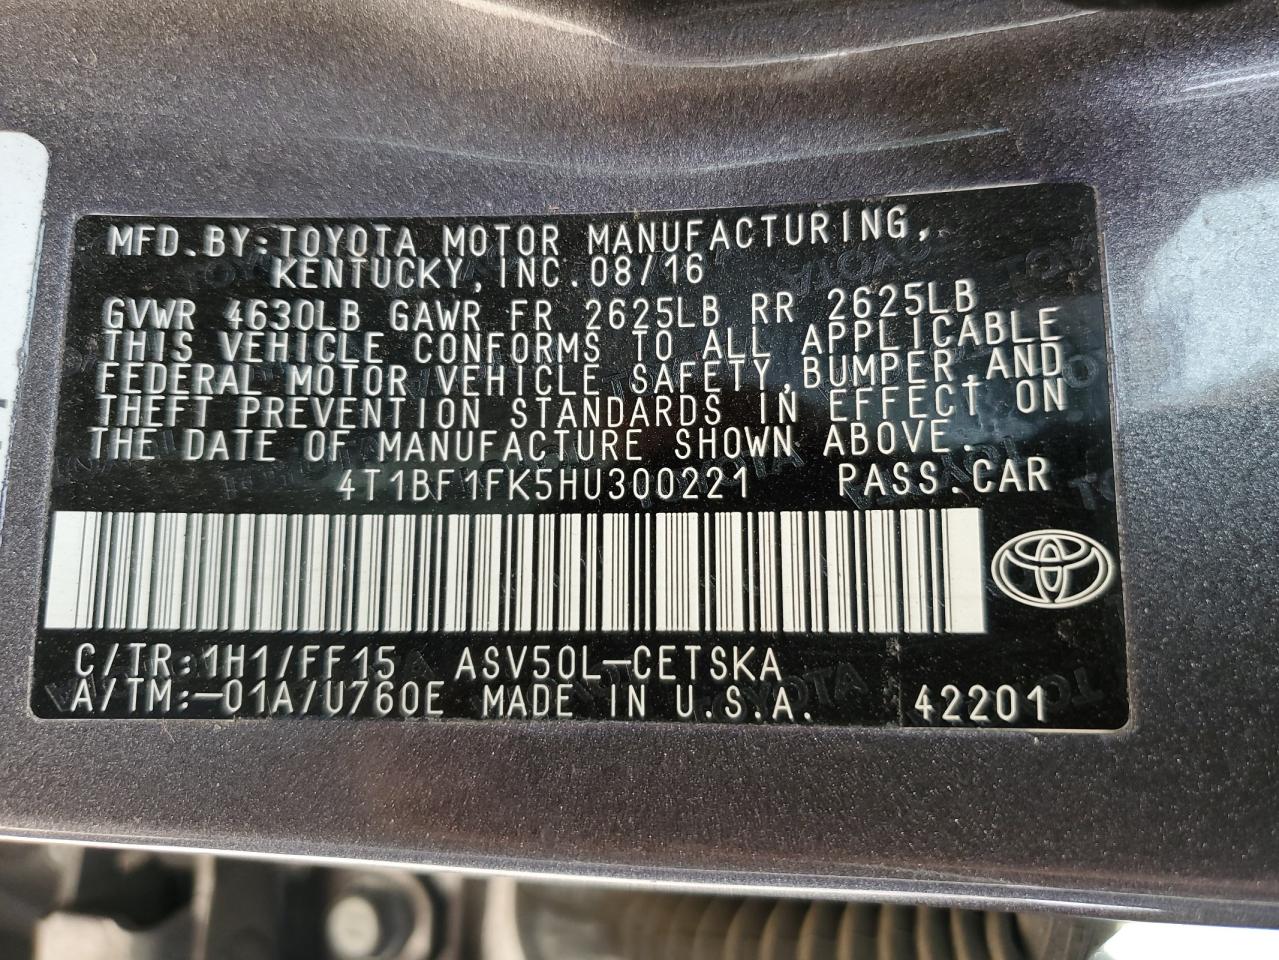 MFD.BY:TOYOTA MOTOR MANUFACTURING,
KENTUCKY,INC.08/16
GVWR 4630LB GAWR FR 2625LB RR 2625LB
THIS VEHICLE CONFORMS TO ALL APPLICABLE
FEDERAL MOTOR VEHICLE SAFETY,BUMPER,AND
THEFT PREVENTION STANDARDS IN EFFECT ON
THE DATE OF MANUFACTURE SHOWN ABOVE.
4T1BF1FK5HU300221 PASS.CAR
C/TR:1H1/FF15 ASV50L-CETSKA
A/TM:-01A/U760E MADE IN U.S.A. 42201